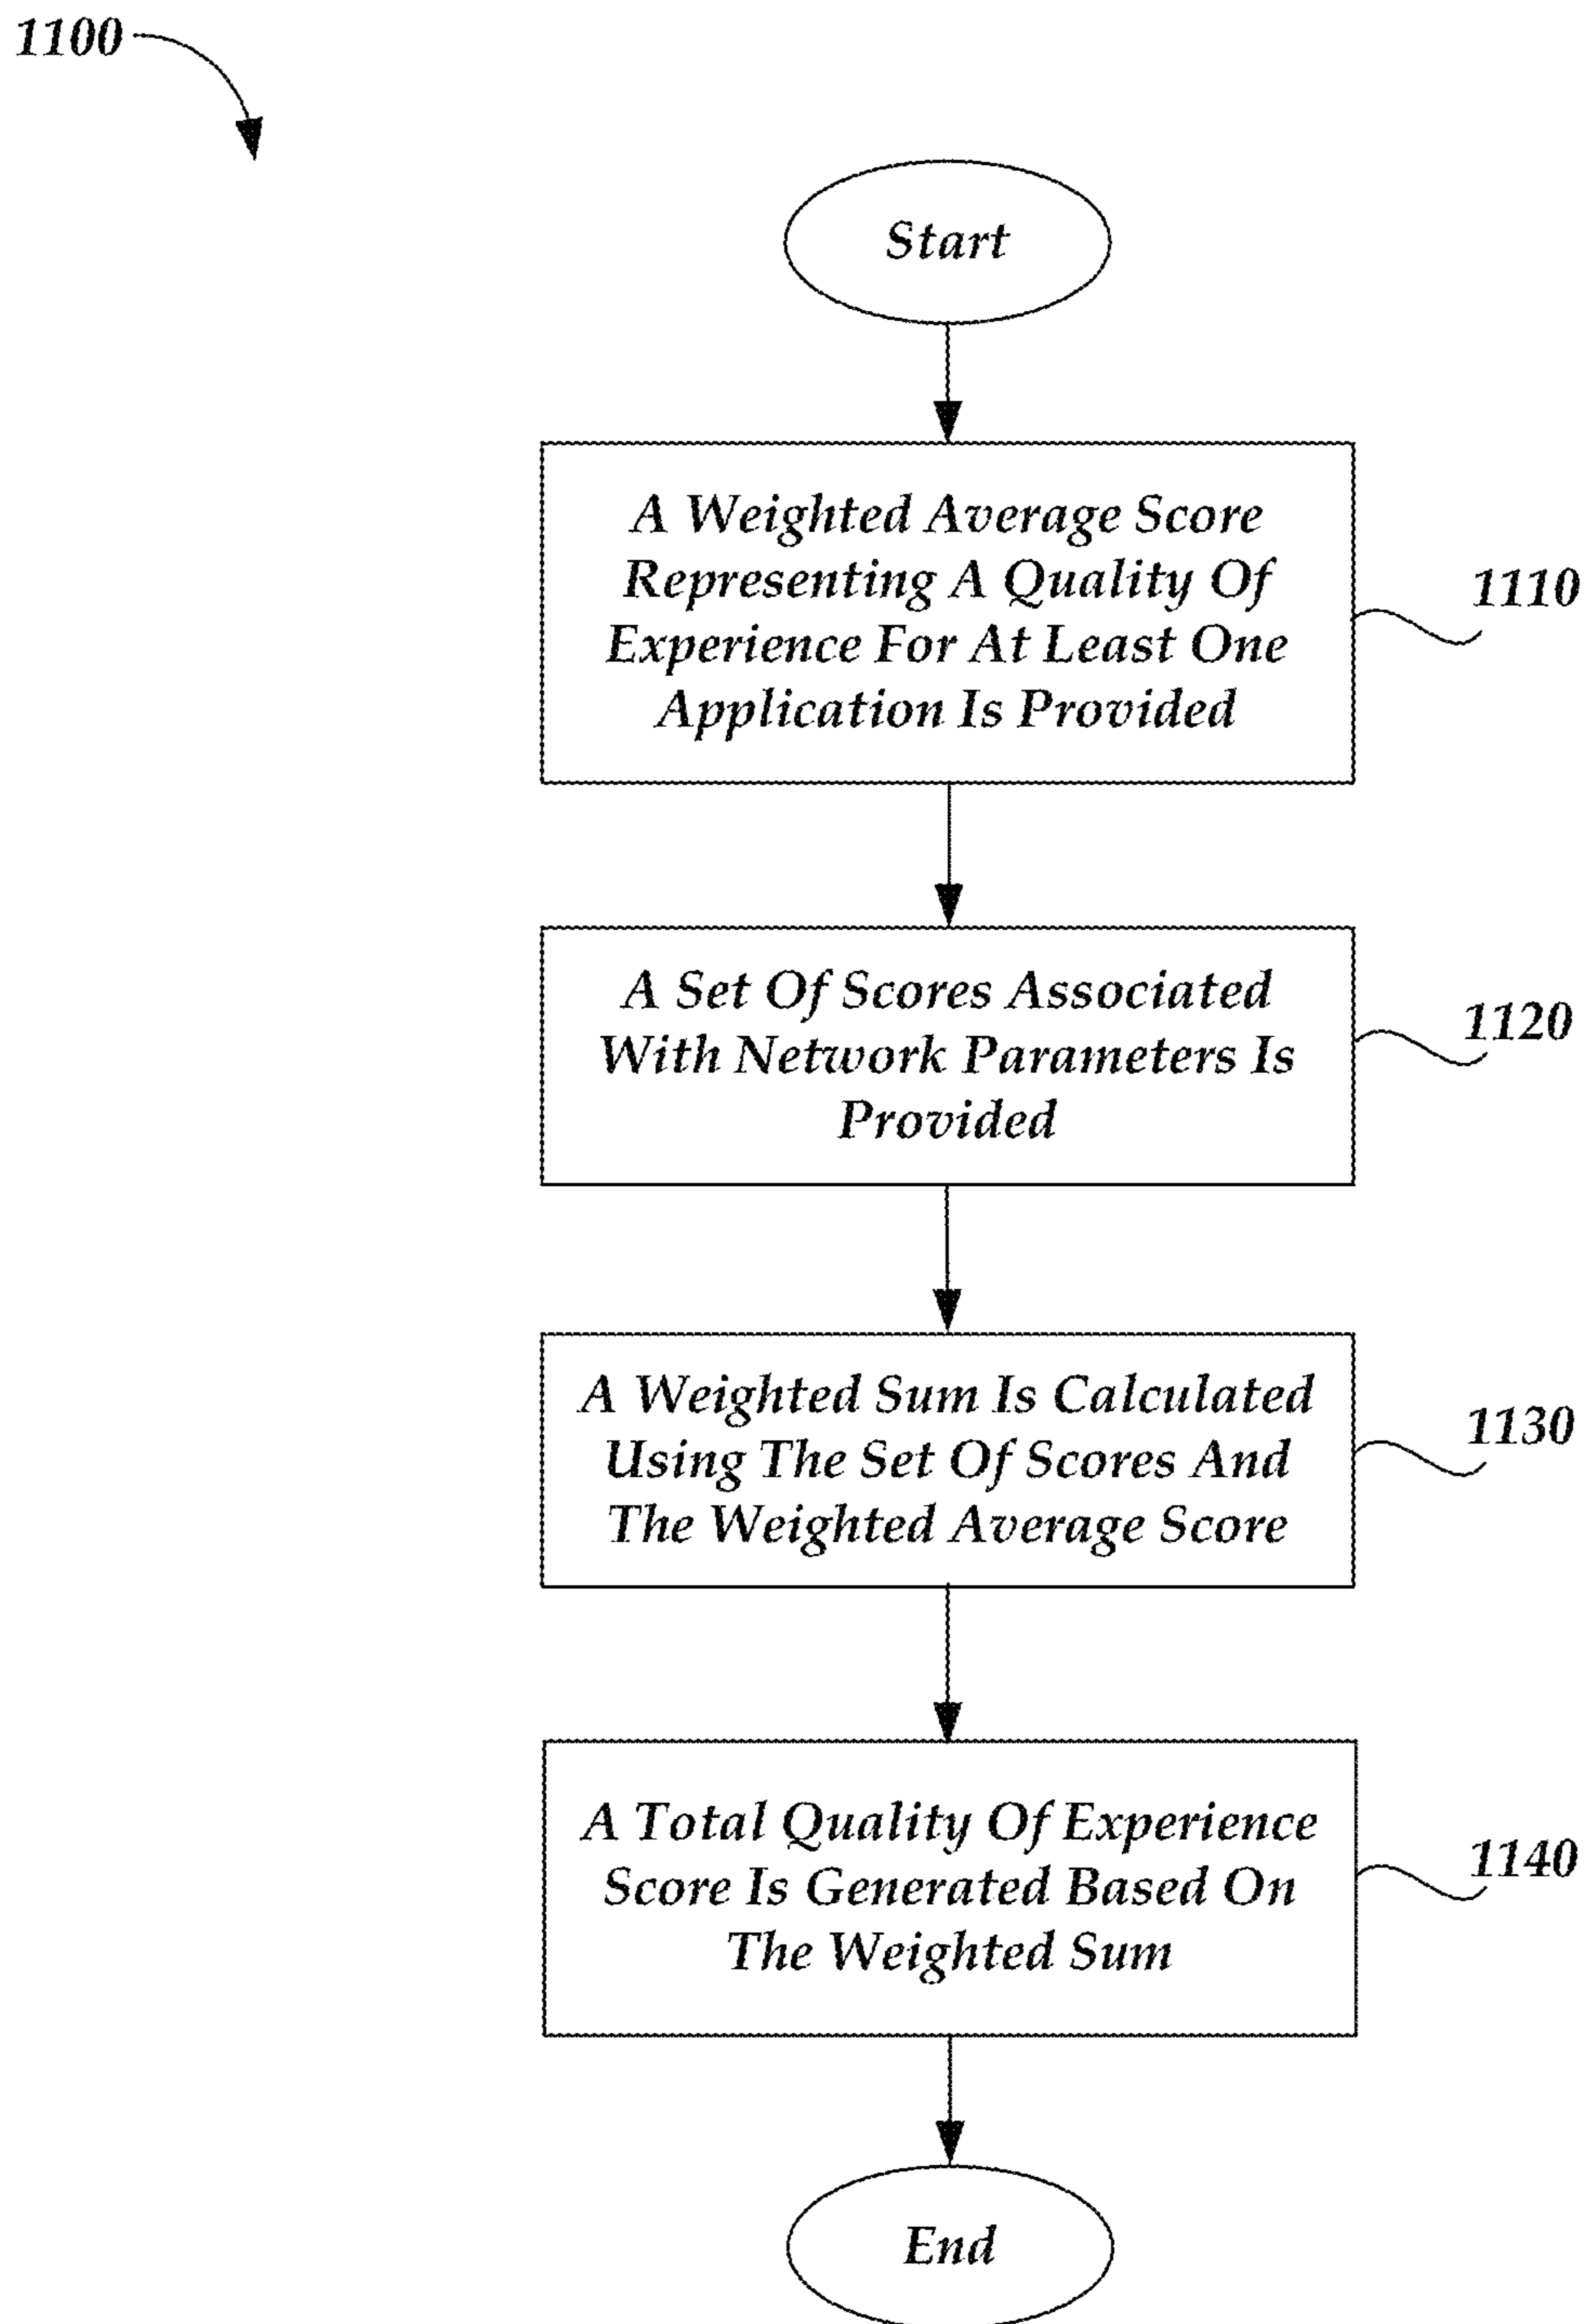 1100
Start
A Weighted Average Score
Representing A Quality Of
Experience For At Least One
Application Is Provided
1110
A Set Of Scores Associated
With Network Parameters Is
Provided
1120
A Weighted Sum Is Calculated
Using The Set Of Scores And
The Weighted Average Score
1130
A Total Quality Of Experience
Score Is Generated Based On
The Weighted Sum
1140
End